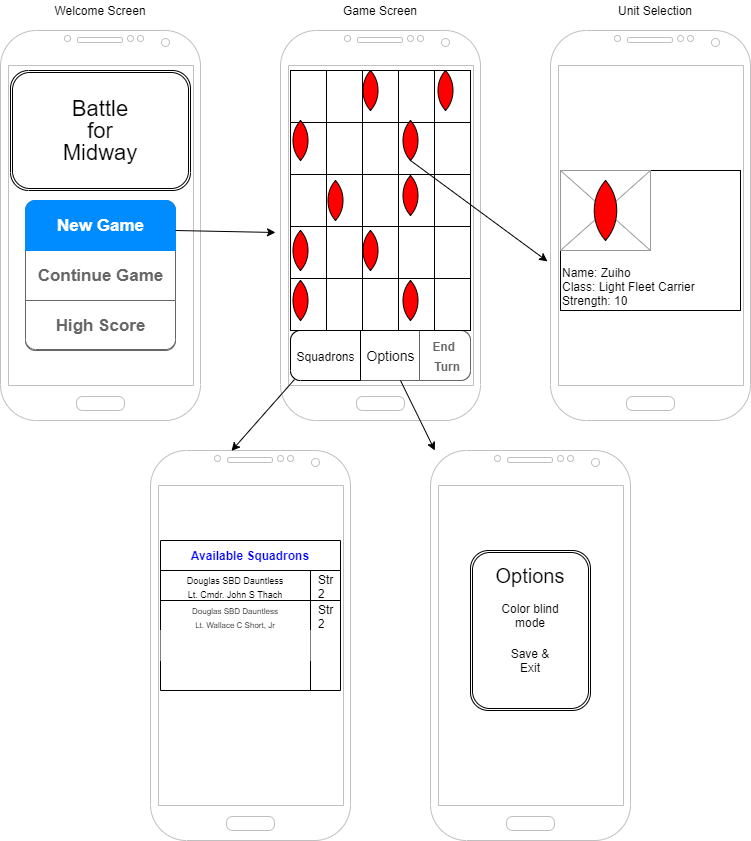 Welcome Screen
Game Screen
Unit Selection
Battle
for
Midway
New Game
Continue Game
High Score
Squadrons
Options
End
Turn
Name: Zuiho
Class: Light Fleet Carrier
Strength: 10
Available Squadrons
Douglas SBD Dauntless
Lt. Cmdr. John S Thach
Str
2
Douglas SBD Dauntless
Lt. Wallace C Short, Jr
Str
2
Options
Color blind
mode
Save &
Exit